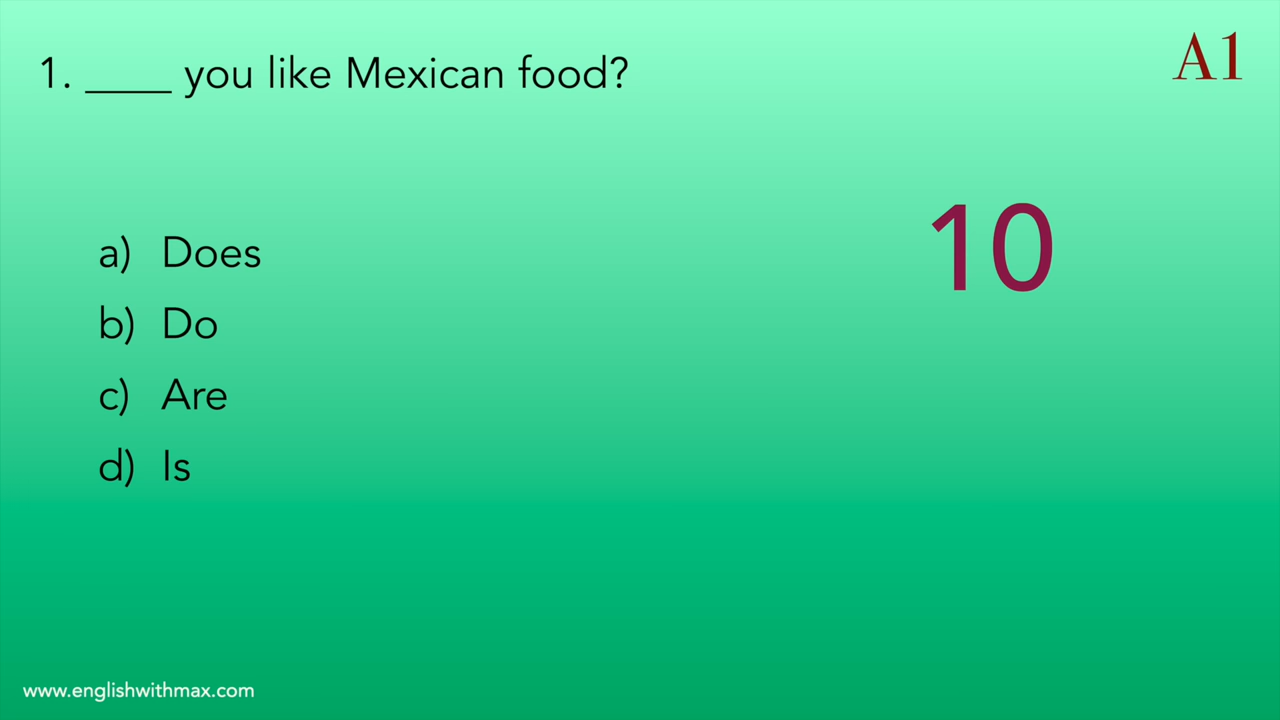 1. ____ you like Mexican food?
A1
10
a) Does
b) Do
c) Are
d) Is
www.englishwithmax.com